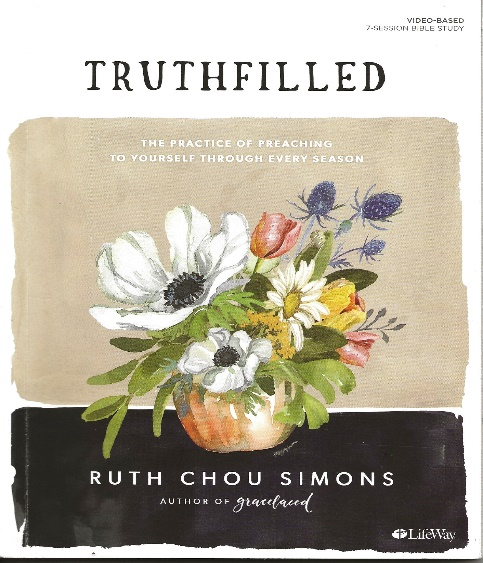 VIDEO-BASED
7-SESSION BIBLE STUDY
TRUTHFILLED
THE PRACTICE OF PREACHING
TO YOURSELF THROUGH EVERY SEASON
RUTH CHOU SIMONS
AUTHOR OF gracelaced
LifeWay